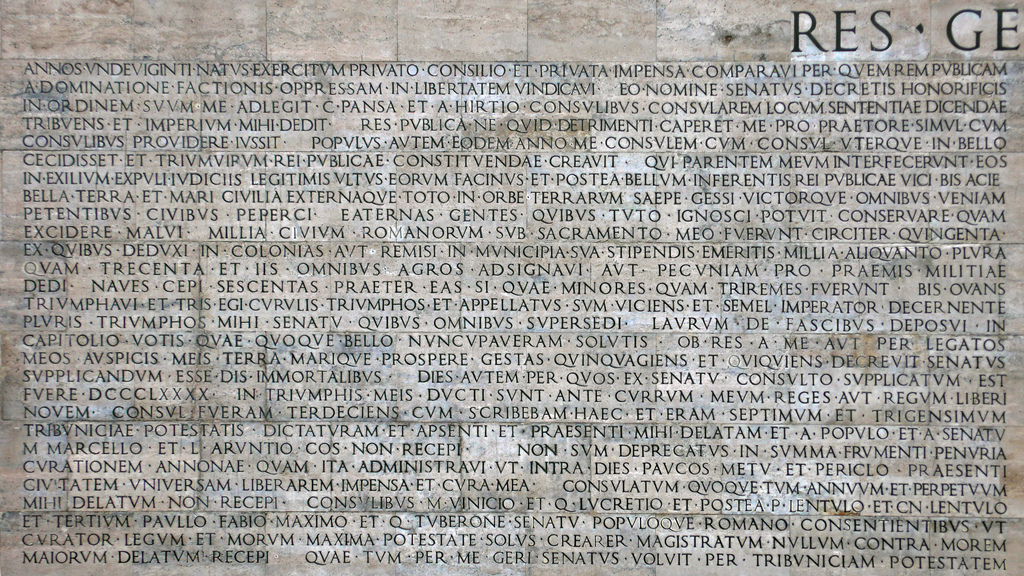 RES · GE
ANNOS·VNDEVIGINTI·NATVS·EXERCITVM·PRIVATO·CONSILIO·ET·PRIVATA·IMPENSA·COMPARAVI·PER·QVEM·REM·PVBLICAM
A·DOMINATIONE·FACTIONIS·OPPRESSAM·IN·LIBERTATEM·VINDICAVI EO·NOMINE·SENATVS·DECRETIS·HONORIFICIS
IN·ORDINEM·SVVM·ME·ADLEGIT·C·PANSA·ET·A·HIRTIO·CONSVLIBVS·CONSVLAREM·LOCVM·SENTENTIAE·DICENDAE
TRIBVENS·ET·IMPERIVM·MIHI·DEDIT RES·PVBLICA·NE·QVID·DETRIMENTI·CAPERET·ME·PRO·PRAETORE·SIMVL·CVM
CONSVLIBVS·PROVIDERE·IVSSIT POPVLVS·AVTEM·EODEM·ANNO·ME·CONSVLEM·CVM·CONSVL·VTERQVE·IN·BELLO
CECIDISSET·ET·TRIVMVIRVM·REI·PVBLICAE·CONSTITVENDAE·CREAVIT QVI·PARENTEM·MEVM·INTERFECERVNT·EOS
IN·EXILIVM·EXPVLI·IVDICIIS·LEGITIMIS·VLTVS·EORVM·FACINVS·ET·POSTEA·BELLVM·INFERENTIS·REI·PVBLICAE·VICI·BIS·ACIE
BELLA·TERRA·ET·MARI·CIVILIA·EXTERNAQVE·TOTO·IN·ORBE·TERRARVM·SAEPE·GESSI·VICTORQVE·OMNIBVS·VENIAM
PETENTIBVS·CIVIBVS·PEPERCI EXTERNAS·GENTES·QVIBVS·TVTO·IGNOSCI·POTVIT·CONSERVARE·QVAM
EXCIDERE·MALVI MILLIA·CIVIVM·ROMANORVM·SVB·SACRAMENTO·MEO·FVERVNT·CIRCITER·QVINGENTA
EX·QVIBVS·DEDVXI·IN·COLONIAS·AVT·REMISI·IN·MVNICIPIA·SVA·STIPENDIS·EMERITIS·MILLIA·ALIQVANTO·PLVRA
QVAM·TRECENTA·ET·IIS·OMNIBVS·AGROS·ADSIGNAVI·AVT·PECVNIAM·PRO·PRAEMIS·MILITIAE
DEDI NAVES·CEPI·SESCENTAS·PRAETER·EAS·SI·QVAE·MINORES·QVAM·TRIREMES·FVERVNT BIS·OVANS
TRIVMPHAVI·ET·TRIS·EGI·CVRVLIS·TRIVMPHOS·ET·APPELLATVS·SVM·VICIENS·ET·SEMEL·IMPERATOR·DECERNENTE
PLVRIS·TRIVMPHOS·MIHI·SENATV·QVIBVS·OMNIBVS·SVPERSEDI LAVRVM·DE·FASCIBVS·DEPOSVI·IN
CAPITOLIO·VOTIS·QVAE·QVOQVE·BELLO·NVNCVPAVERAM·SOLVTIS OB·RES·A·ME·AVT·PER·LEGATOS
MEOS·AVSPICIS·MEIS·TERRA·MARIQVE·PROSPERE·GESTAS·QVINQVAGIENS·ET·QVIQVIENS·DECREVIT·SENATVS
SVPPLICANDVM·ESSE·DIS·IMMORTALIBVS DIES·AVTEM·PER·QVOS·EX·SENATV·CONSVLTO·SVPPLICATVM·EST
FVERE·DCCCCLXXXX IN·TRIVMPHIS·MEIS·DVCTI·SVNT·ANTE·CVRRVM·MEVM·REGES·AVT·REGVM·LIBERI
NOVEM CONSVL·FVERAM·TERDECIENS·CVM·SCRIBEBAM·HAEC·ET·ERAM·SEPTIMVM·ET·TRIGENSIMVM
TRIBVNICIAE·POTESTATIS DICTATVRAM·ET·APSENTI·ET·PRAESENTI·MIHI·DELATAM·ET·A·POPVLO·ET·A·SENATV
M·MARCELLO·ET·L·ARVNTIO·COS·NON·RECEPI NON·SVM·DEPRECATVS·IN·SVMMA·FRVMENTI·PENVRIA
CVRATIONEM·ANNONAE·QVAM·ITA·ADMINISTRAVI·VT·INTRA·DIES·PAVCOS·METV·ET·PERICLO·PRAESENTI
CIVITATEM·VNIVERSAM·LIBERAREM·IMPENSA·ET·CVRA·MEA CONSVLATVM·QVOQVE·TVM·ANNVVM·ET·PERPETVVM
MIHI·DELATVM·NON·RECEPI CONSVLIBVS·M·VINICIO·ET·Q·LVCRETIO·ET·POSTEA·P·LENTVLO·ET·CN·LENTVLO
ET·TERTIVM·PAVLLO·FABIO·MAXIMO·ET·Q·TVBERONE·SENATV·POPVLOQVE·ROMANO·CONSENTIENTIBVS·VT
CVRATOR·LEGVM·ET·MORVM·MAXIMA·POTESTATE·SOLVS·CREARER·MAGISTRATVM·NVLLVM·CONTRA·MOREM
MAIORVM·DELATVM·RECEPI QVAE·TVM·PER·ME·GERI·SENATVS·VOLVIT·PER·TRIBVNICIAM·POTESTATEM